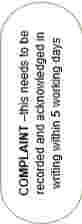 COMPLAINT –this needs to be
recorded and acknowledged in
writing within 5 working days